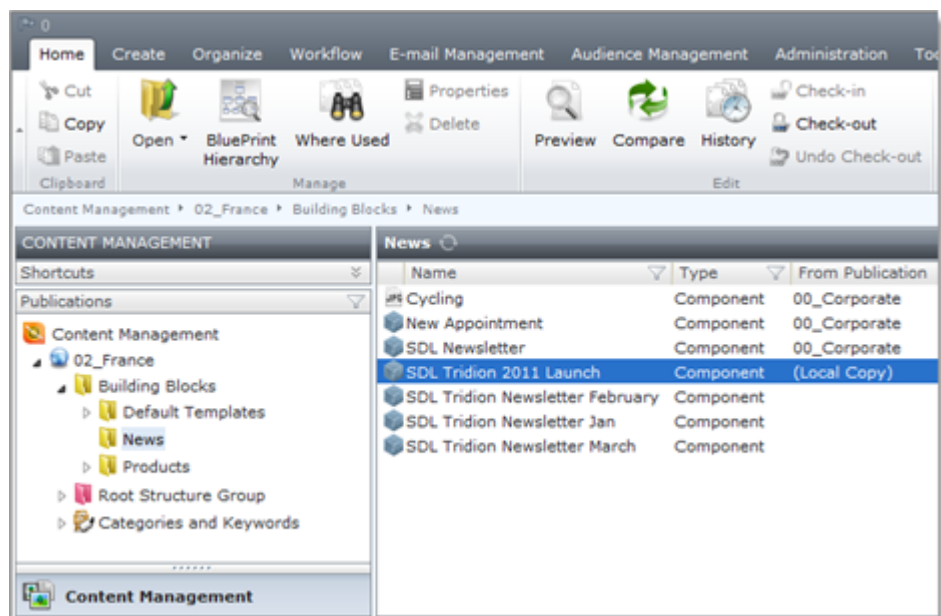 0
Home Create Organize Workflow E-mail Management Audience Management Administration Too
Cut
Copy
Paste
Clipboard
Open
BluePrint
Hierarchy
Where Used
Properties
Delete
Manage
Preview
Compare
History
Check-in
Check-out
Undo Check-out
Edit
Content Management 02_France Building Blocks News
CONTENT MANAGEMENT
Shortcuts
Publications
Content Management
02_France
Building Blocks
Default Templates
News
Products
Root Structure Group
Categories and Keywords
Content Management
News
Name Type From Publication
JPG Cycling Component 00_Corporate
New Appointment Component 00_Corporate
SDL Newsletter Component 00_Corporate
SDL Tridion 2011 Launch Component (Local Copy)
SDL Tridion Newsletter February Component
SDL Tridion Newsletter Jan Component
SDL Tridion Newsletter March Component